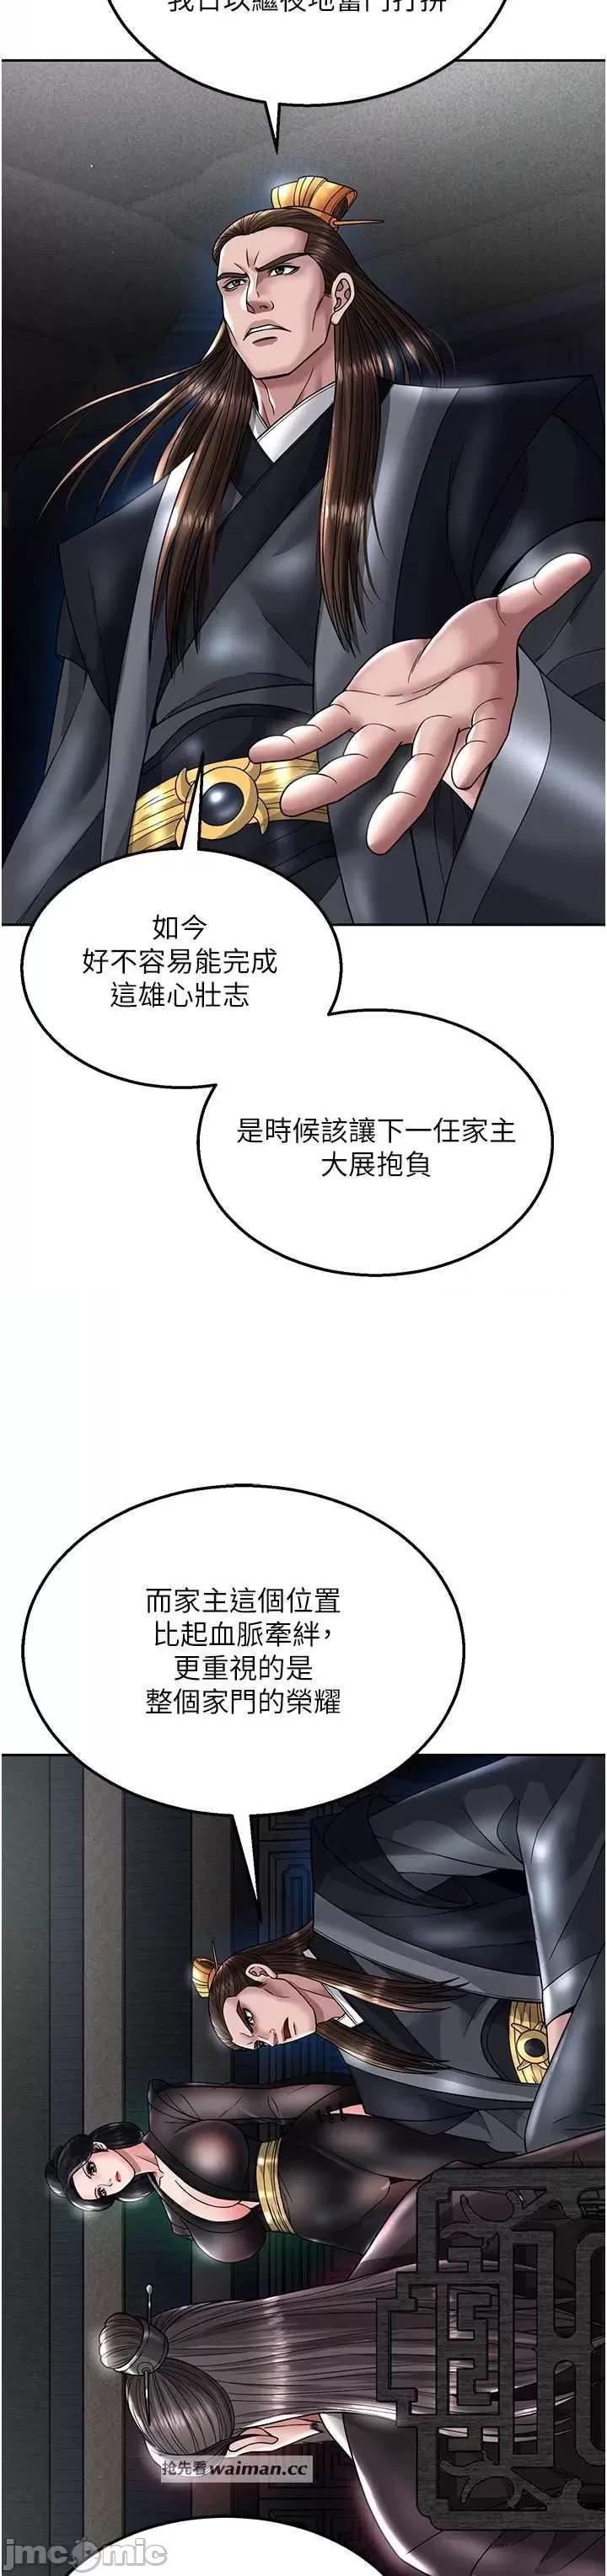 我日以繼夜地奮鬥打拼
如今
好不容易能完成
這雄心壯志
是時候該讓下一任家主
大展抱負
而家主這個位置
比起血脈牽絆，
更重視的是
整個家門的榮耀
搶先看waiman.cc
jmcomic